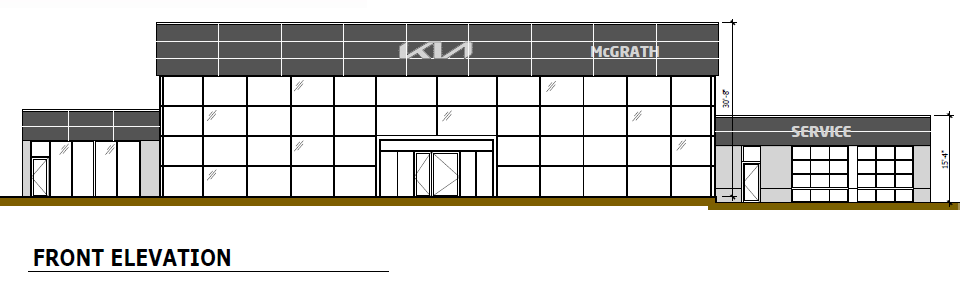 KIA
McGRATH
30'-8"
SERVICE
15'-4"
FRONT ELEVATION